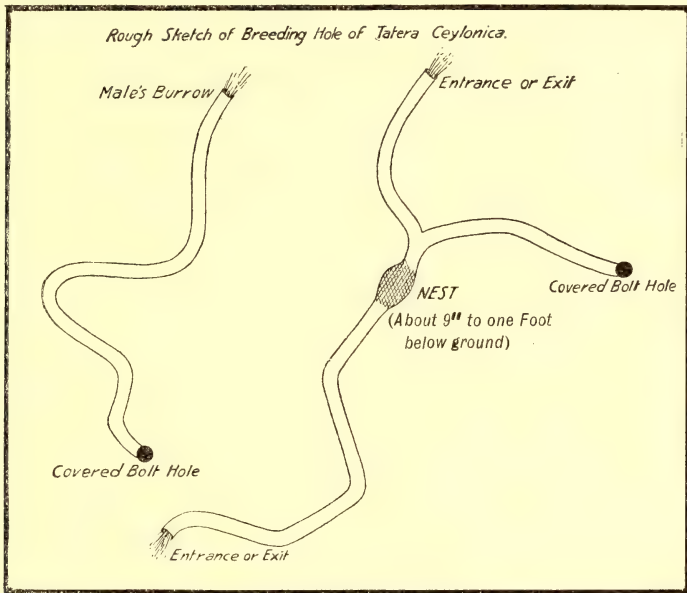 Rough Sketch of Breeding Hole of Tatera Ceylonica.
Male's Burrow
Entrance or Exit
NEST
(About 9" to one Foot
below ground)
Covered Bolt Hole
Covered Bolt Hole
Entrance or Exit